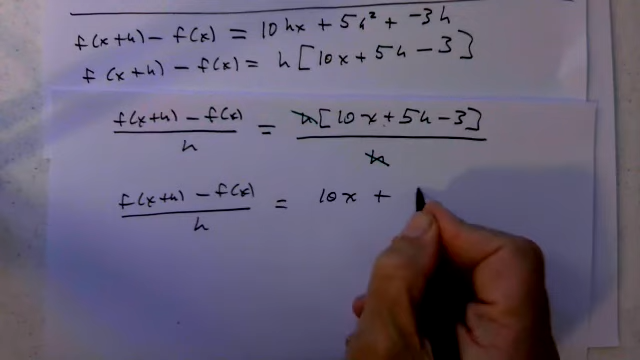 f(x+h) - f(x) = 10hx + 5h² + -3h
f(x+h) - f(x) = h[10x + 5h - 3]
f(x+h) - f(x) / h = h[10x + 5h - 3] / h
f(x+h) - f(x) / h = 10x +